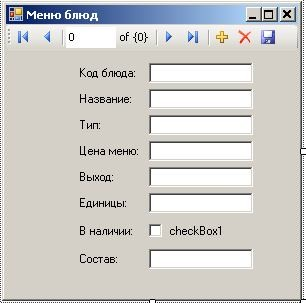 Меню блюд
0 of {0}
Код блюда:
Название:
Тип:
Цена меню:
Выход:
Единицы:
В наличии: checkBox1
Состав: